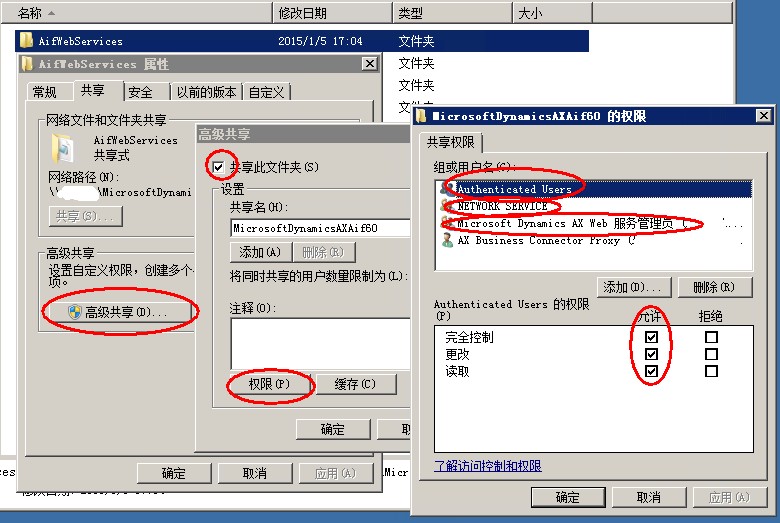 名称
修改日期
类型
大小
AifWebServices
2015/1/5 17:04
文件夹
文件夹
文件夹
文件夹
AifWebServices 属性
常规
共享
安全
以前的版本
自定义
网络文件和文件夹共享
AifWebServices
共享式
网络路径(N):
\\
\MicrosoftDynami
共享(S)...
高级共享
设置自定义权限，创建多个
项。
高级共享(D)...
确定
取消
应用(A)
高级共享
共享此文件夹(S)
设置
共享名(H):
MicrosoftDynamicsAXAif60
添加(A)
删除(R)
将同时共享的用户数量限制为(L):
注释(O):
权限(P)
缓存(C)
确定
MicrosoftDynamicsAXAif60 的权限
共享权限
组或用户名(G):
Authenticated Users
NETWORK SERVICE
Microsoft Dynamics AX Web 服务管理员 (
AX Business Connector Proxy (
添加(D)...
删除(R)
Authenticated Users 的权限
(P)
允许
拒绝
完全控制
更改
读取
了解访问控制和权限
确定
取消
应用(A)